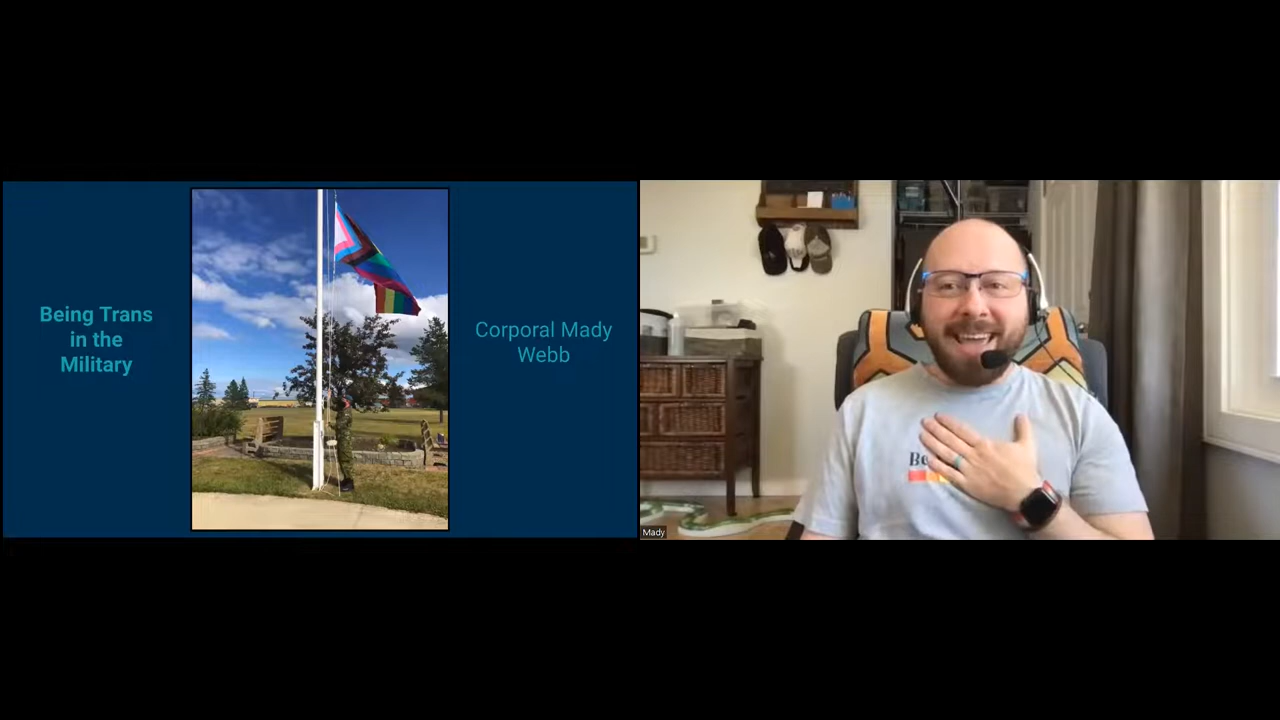 Being Trans
in the
Military
Corporal Mady
Webb
Mady